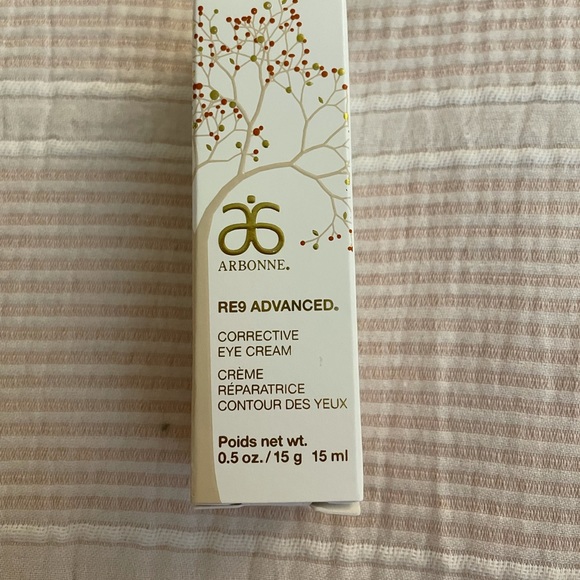 ARBONNE.
RE9 ADVANCED®
CORRECTIVE
EYE CREAM
CRÈME
RÉPARATRICE
CONTOUR DES YEUX
Poids net wt.
0.5 oz./15 g 15 ml